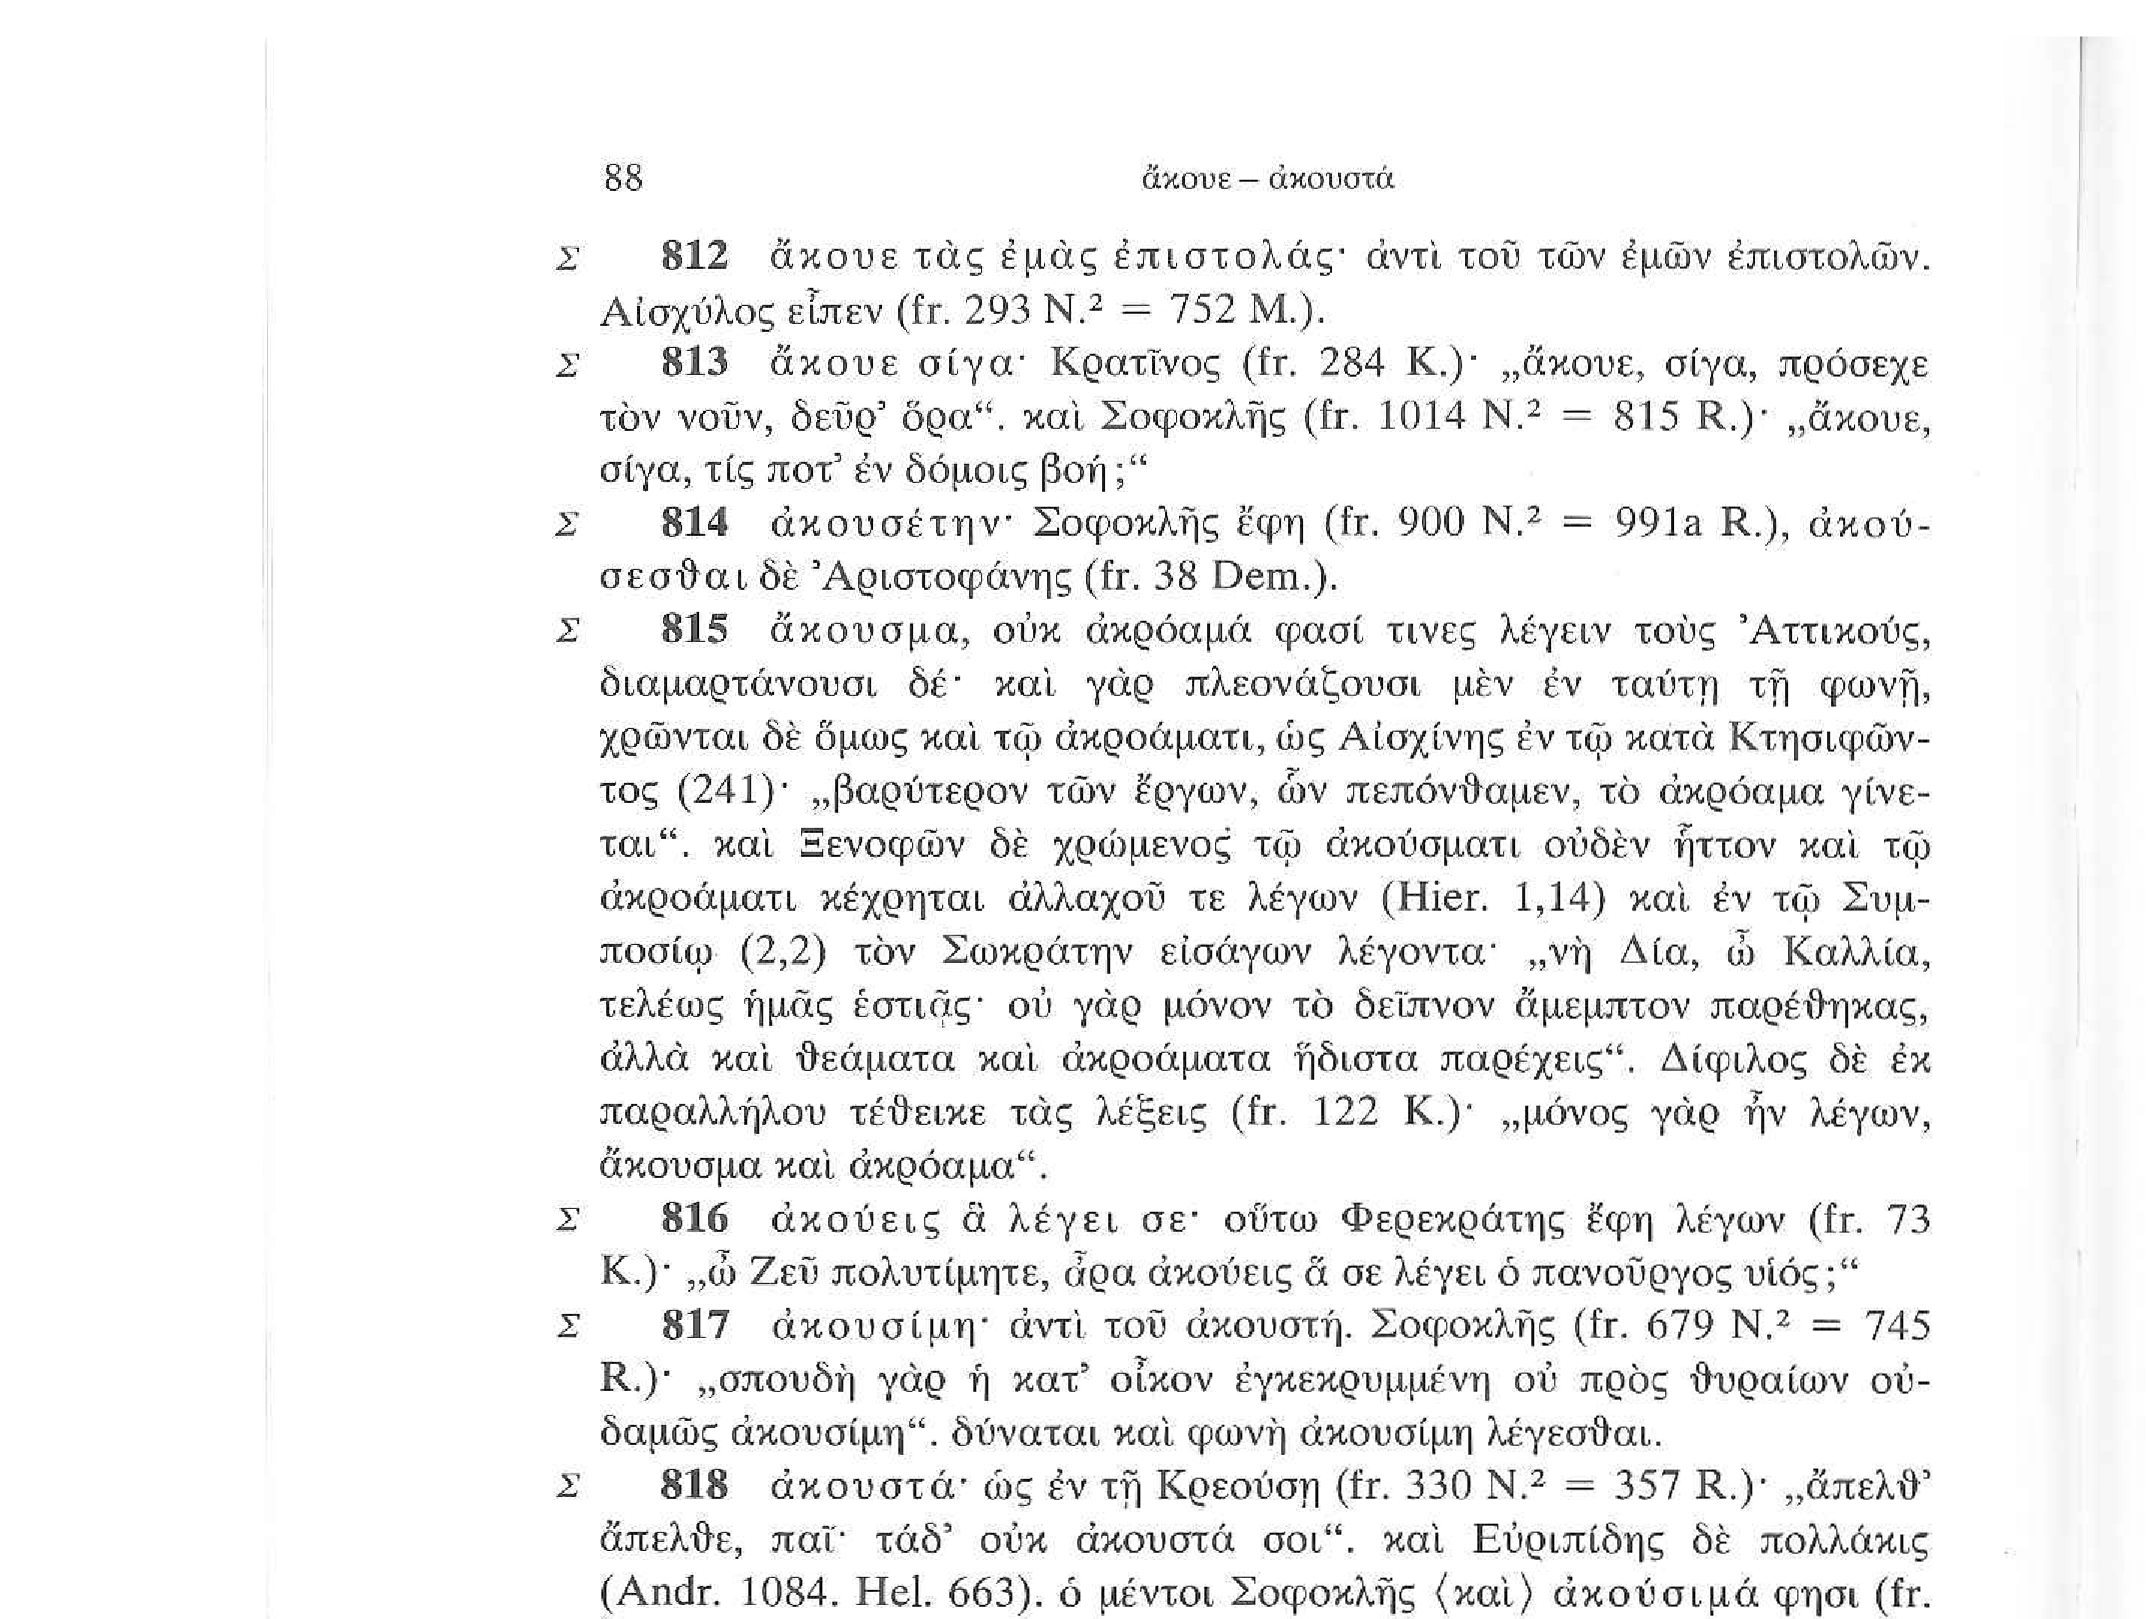 88 ἄκουε – ἀκουστά
Σ 812 ἄκουε τὰς ἐμὰς ἐπιστολάς· ἀντὶ τοῦ τῶν ἐμῶν ἐπιστολῶν.
Αἰσχύλος εἶπεν (fr. 293 N.² = 752 M.).
Σ 813 ἄκουε σίγα· Κρατῖνος (fr. 284 K.)· „ἄκουε, σίγα, πρόσεχε
τὸν νοῦν, δεῦρ’ ὅρα“. καὶ Σοφοκλῆς (fr. 1014 N.² = 815 R.)· „ἄκουε,
σίγα, τίς ποτ’ ἐν δόμοις βοή;“
Σ 814 ἀκουσέτην· Σοφοκλῆς ἔφη (fr. 900 N.² = 991a R.), ἀκού-
σεσθαι δὲ Ἀριστοφάνης (fr. 38 Dem.).
Σ 815 ἄκουσμα, οὐκ ἀκρόαμά φασί τινες λέγειν τοὺς Ἀττικούς,
διαμαρτάνουσι δέ· καὶ γὰρ πλεονάζουσι μὲν ἐν ταύτῃ τῇ φωνῇ,
χρῶνται δὲ ὅμως καὶ τῷ ἀκροάματι, ὡς Αἰσχίνης ἐν τῷ κατὰ Κτησιφῶν-
τος (241)· „βαρύτερον τῶν ἔργων, ὧν πεπόνθαμεν, τὸ ἀκρόαμα γίνε-
ται“. καὶ Ξενοφῶν δὲ χρώμενος τῷ ἀκούσματι οὐδὲν ἧττον καὶ τῷ
ἀκροάματι κέχρηται ἀλλαχοῦ τε λέγων (Hier. 1,14) καὶ ἐν τῷ Συμ-
ποσίῳ (2,2) τὸν Σωκράτην εἰσάγων λέγοντα· „νὴ Δία, ὦ Καλλία,
τελέως ἡμᾶς ἑστιᾷς· οὐ γὰρ μόνον τὸ δεῖπνον ἄμεμπτον παρέθηκας,
ἀλλὰ καὶ θεάματα καὶ ἀκροάματα ἥδιστα παρέχεις“. Δίφιλος δὲ ἐκ
παραλλήλου τέθεικε τὰς λέξεις (fr. 122 K.)· „μόνος γὰρ ἦν λέγων,
ἄκουσμα καὶ ἀκρόαμα“.
Σ 816 ἀκούεις ἃ λέγει σε· οὕτω Φερεκράτης ἔφη λέγων (fr. 73
K.)· „ὦ Ζεῦ πολυτίμητε, ἆρα ἀκούεις ἅ σε λέγει ὁ πανοῦργος υἱός;“
Σ 817 ἀκουσίμη· ἀντὶ τοῦ ἀκουστή. Σοφοκλῆς (fr. 679 N.² = 745
R.)· „σπουδὴ γὰρ ἡ κατ’ οἶκον ἐγκεκρυμμένη οὐ πρὸς θυραίων οὐ-
δαμῶς ἀκουσίμη“. δύναται καὶ φωνὴ ἀκουσίμη λέγεσθαι.
Σ 818 ἀκουστά· ὡς ἐν τῇ Κρεούσῃ (fr. 330 N.² = 357 R.)· „ἄπελθ’
ἄπελθε, παῖ· τάδ’ οὐκ ἀκουστά σοι“. καὶ Εὐριπίδης δὲ πολλάκις
(Andr. 1084. Hel. 663). ὁ μέντοι Σοφοκλῆς ⟨καὶ⟩ ἀκούσιμά φησι (fr.